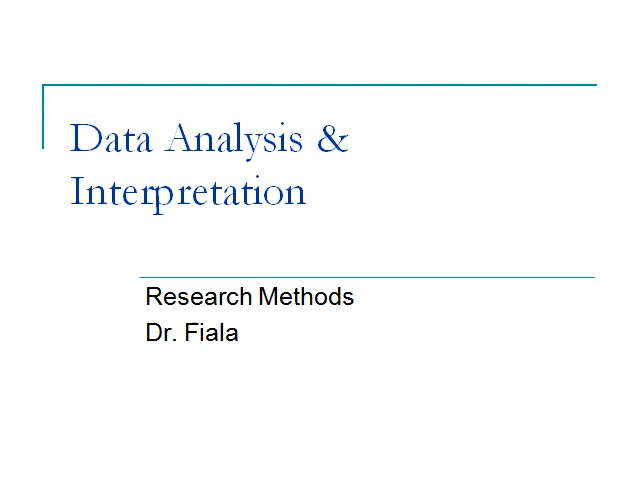 Data Analysis &
Interpretation
Research Methods
Dr. Fiala